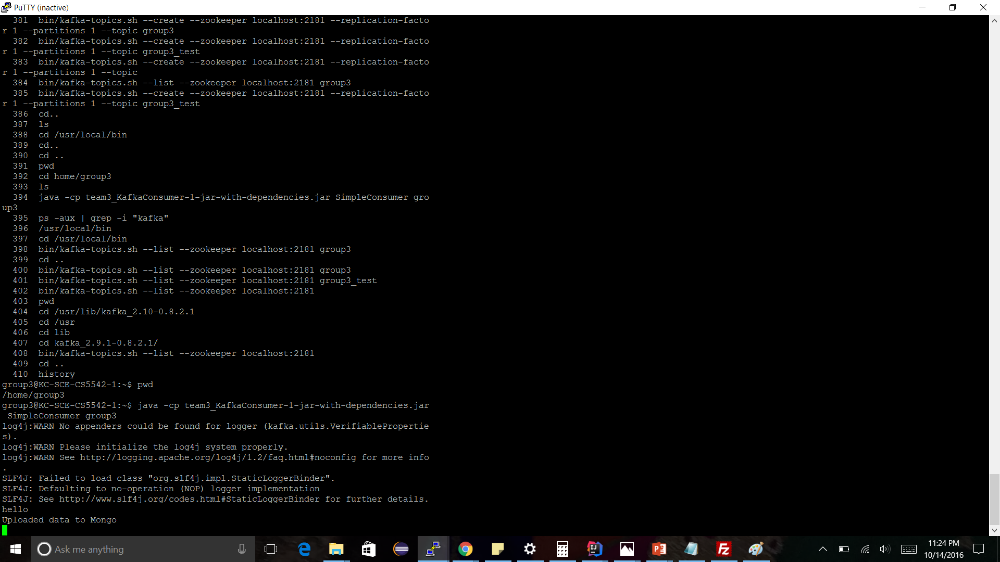 PuTTY (inactive)
381  bin/kafka-topics.sh --create --zookeeper localhost:2181 --replication-facto
r 1 --partitions 1 --topic group3
382  bin/kafka-topics.sh --create --zookeeper localhost:2181 --replication-facto
r 1 --partitions 1 --topic group3_test
383  bin/kafka-topics.sh --create --zookeeper localhost:2181 --replication-facto
r 1 --partitions 1 --topic
384  bin/kafka-topics.sh --list --zookeeper localhost:2181 group3
385  bin/kafka-topics.sh --create --zookeeper localhost:2181 --replication-facto
r 1 --partitions 1 --topic group3_test
386  cd..
387  ls
388  cd /usr/local/bin
389  cd..
390  cd ..
391  pwd
392  cd home/group3
393  ls
394  java -cp team3_KafkaConsumer-1-jar-with-dependencies.jar SimpleConsumer gro
up3
395  ps -aux | grep -i "kafka"
396  /usr/local/bin
397  cd /usr/local/bin
398  bin/kafka-topics.sh --list --zookeeper localhost:2181 group3
399  cd ..
400  bin/kafka-topics.sh --list --zookeeper localhost:2181 group3
401  bin/kafka-topics.sh --list --zookeeper localhost:2181 group3_test
402  bin/kafka-topics.sh --list --zookeeper localhost:2181
403  pwd
404  cd /usr/lib/kafka_2.10-0.8.2.1
405  cd /usr
406  cd lib
407  cd kafka_2.9.1-0.8.2.1/
408  bin/kafka-topics.sh --list --zookeeper localhost:2181
409  cd ..
410  history
group3@KC-SCE-CS5542-1:~$ pwd
/home/group3
group3@KC-SCE-CS5542-1:~$ java -cp team3_KafkaConsumer-1-jar-with-dependencies.jar
SimpleConsumer group3
log4j:WARN No appenders could be found for logger (kafka.utils.VerifiablePropertie
s).
log4j:WARN Please initialize the log4j system properly.
log4j:WARN See http://logging.apache.org/log4j/1.2/faq.html#noconfig for more info
.
SLF4J: Failed to load class "org.slf4j.impl.StaticLoggerBinder".
SLF4J: Defaulting to no-operation (NOP) logger implementation
SLF4J: See http://www.slf4j.org/codes.html#StaticLoggerBinder for further details.
hello
Uploaded data to Mongo
Ask me anything
11:24 PM
10/14/2016